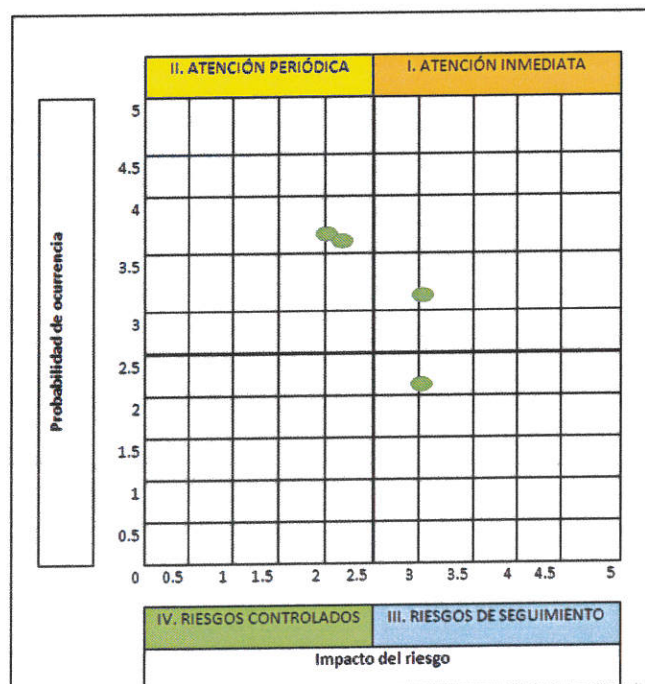 II. ATENCIÓN PERIÓDICA
I. ATENCIÓN INMEDIATA
Probabilidad de ocurrencia
5
4.5
4
3.5
3
2.5
2
1.5
1
0.5
0 0.5 1 1.5 2 2.5 3 3.5 4 4.5 5
IV. RIESGOS CONTROLADOS
III. RIESGOS DE SEGUIMIENTO
Impacto del riesgo